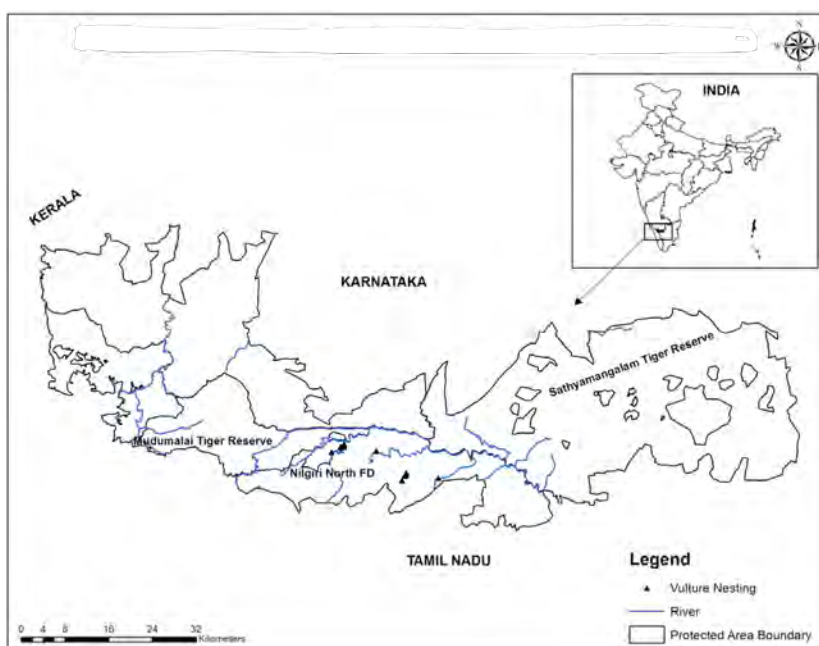 N
W
S
INDIA
KERALA
KARNATAKA
Sathyamangalam Tiger Reserve
Mudumalai Tiger Reserve
Nilgiri North FD
TAMIL NADU
Legend
Vulture Nesting
River
Protected Area Boundary
0 4 8 16 24 32
Kilometers